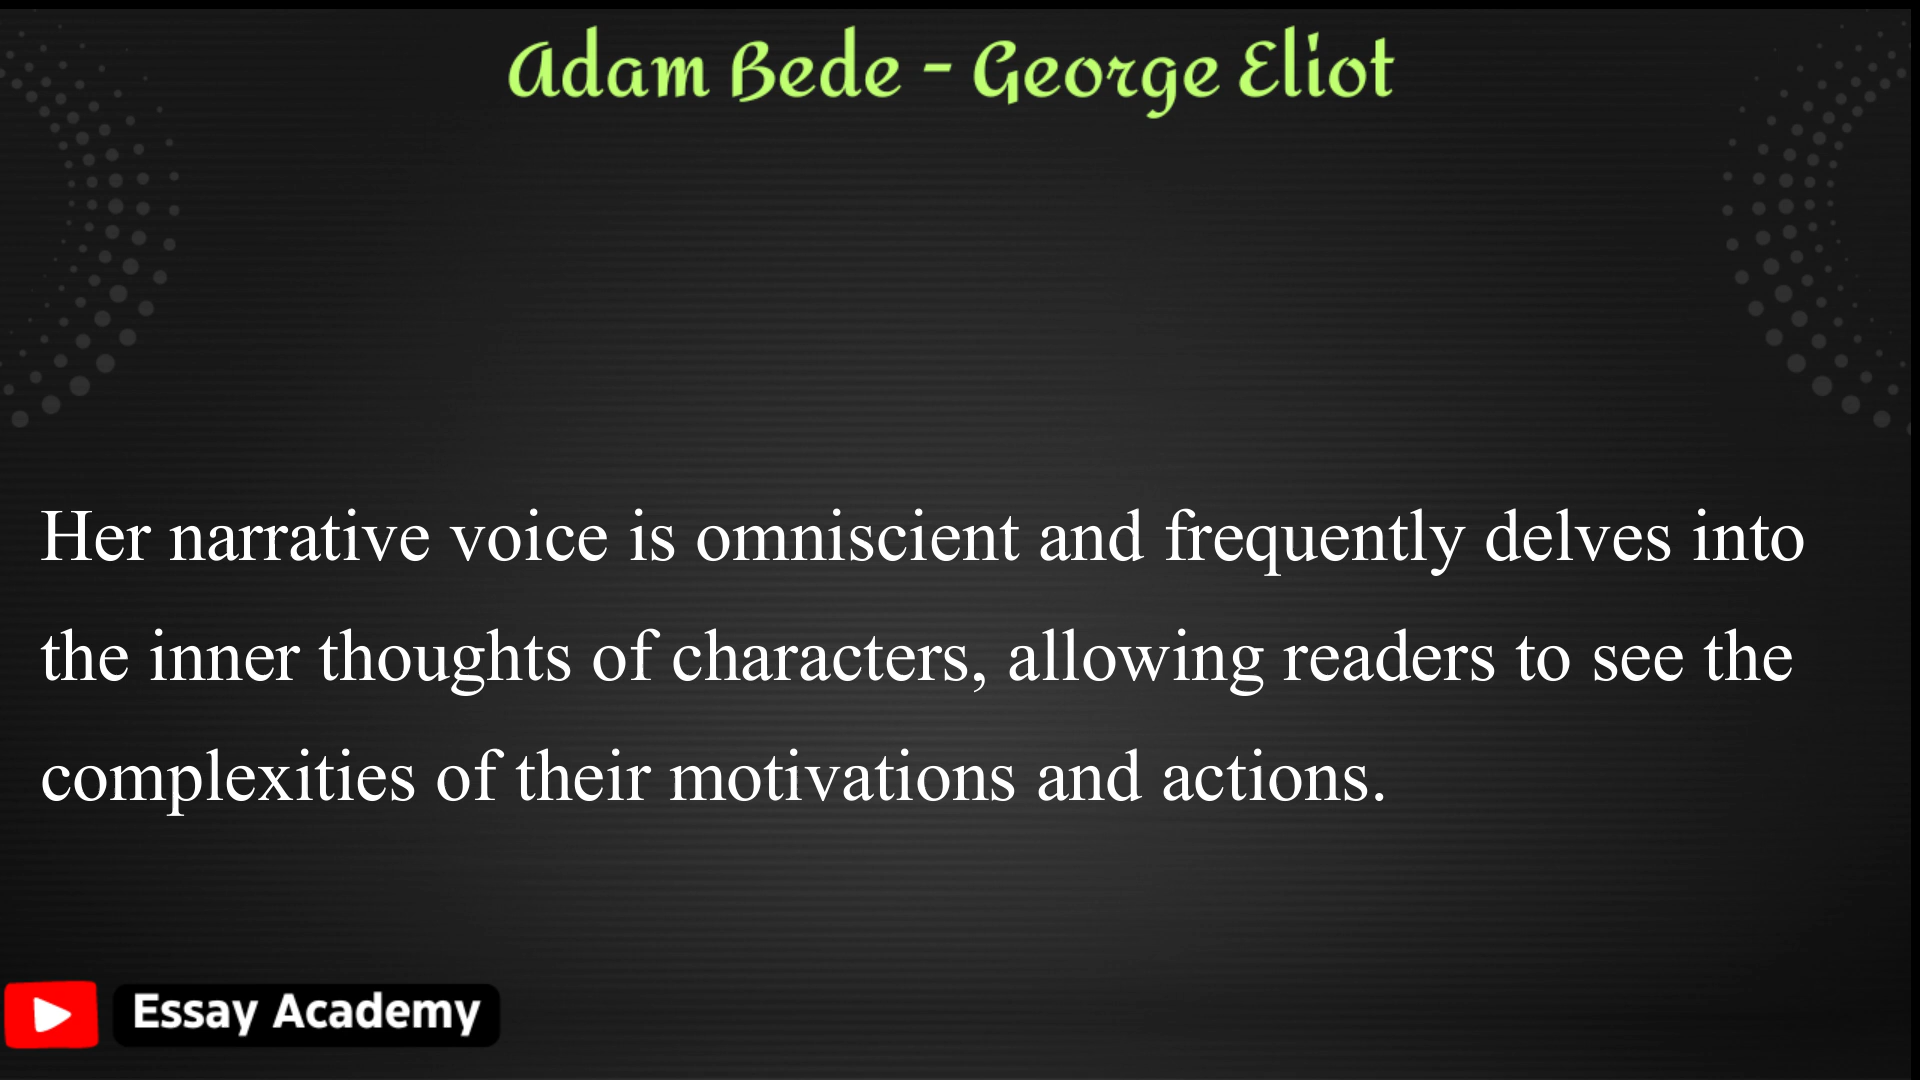 Adam Bede - George Eliot
Her narrative voice is omniscient and frequently delves into
the inner thoughts of characters, allowing readers to see the
complexities of their motivations and actions.
Essay Academy